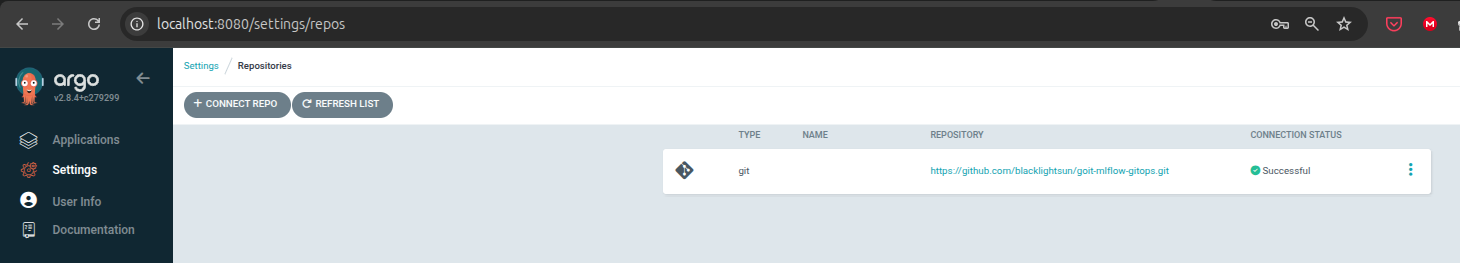 localhost:8080/settings/repos
argo
v2.8.4+c279299
Applications
Settings
User Info
Documentation
Settings / Repositories
+ CONNECT REPO REFRESH LIST
TYPE NAME REPOSITORY CONNECTION STATUS
git https://github.com/blacklightsun/goit-mlflow-gitops.git Successful